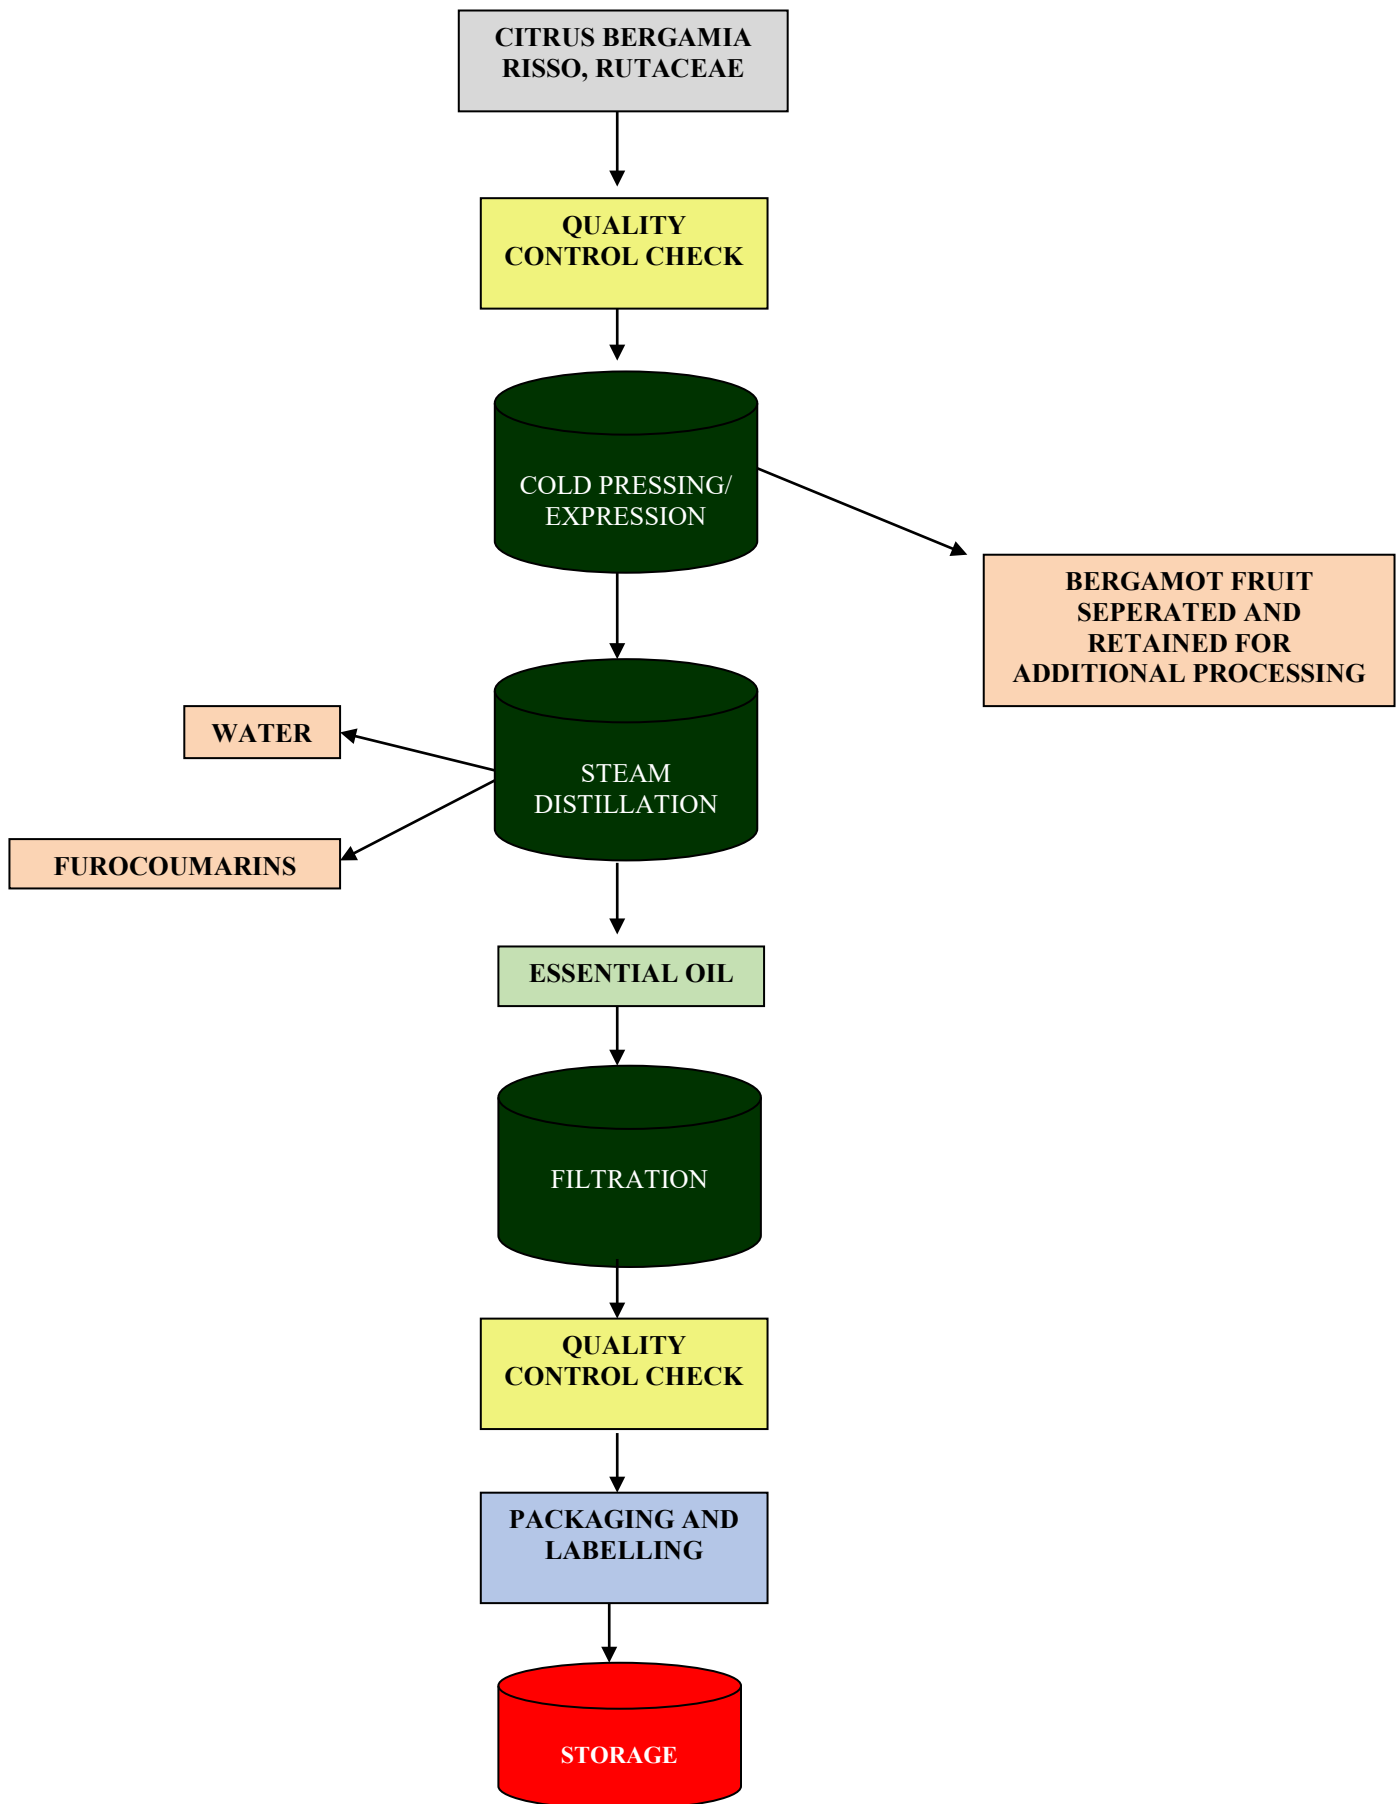 CITRUS BERGAMIA
RISSO, RUTACEAE
QUALITY
CONTROL CHECK
COLD PRESSING/
EXPRESSION
BERGAMOT FRUIT
SEPERATED AND
RETAINED FOR
ADDITIONAL PROCESSING
WATER
STEAM
DISTILLATION
FUROCOUMARINS
ESSENTIAL OIL
FILTRATION
QUALITY
CONTROL CHECK
PACKAGING AND
LABELLING
STORAGE